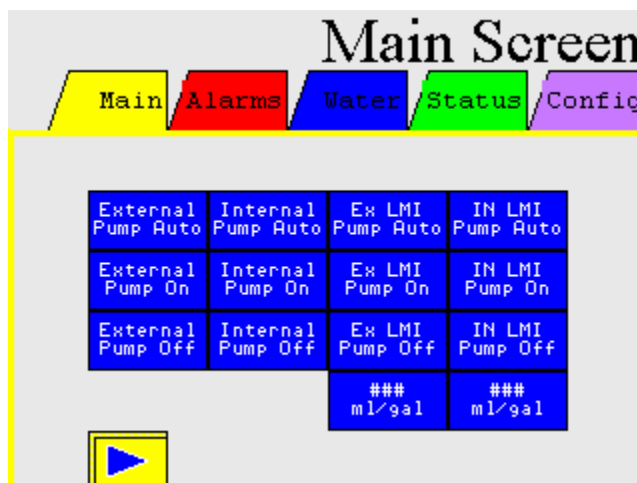 Main Screen
Main Alarms Water Status Config
External Pump Auto
Internal Pump Auto
Ex LMI Pump Auto
IN LMI Pump Auto
External Pump On
Internal Pump On
Ex LMI Pump On
IN LMI Pump On
External Pump Off
Internal Pump Off
Ex LMI Pump Off
IN LMI Pump Off
### ml/gal
### ml/gal